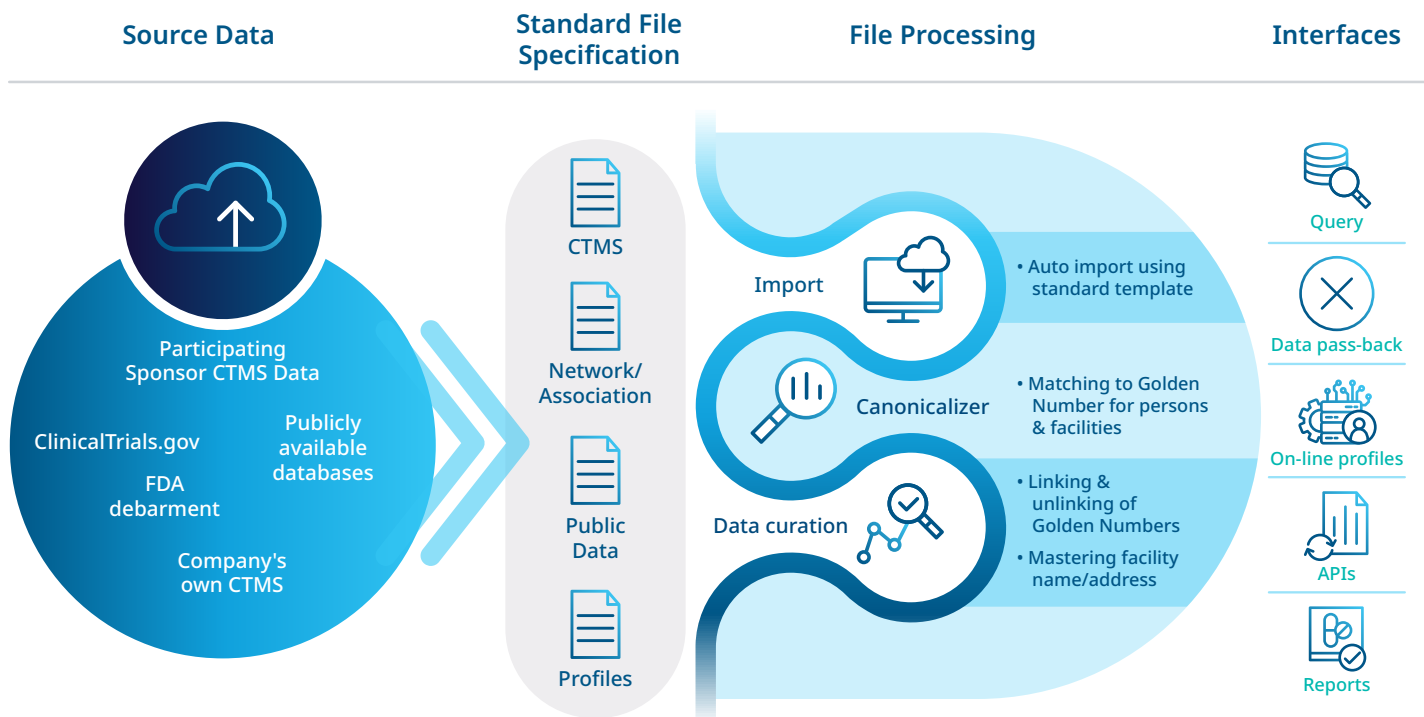 Source Data
Standard File
Specification
File Processing
Interfaces
Participating
Sponsor CTMS Data
ClinicalTrials.gov
Publicly
available
databases
FDA
debarment
Company's
own CTMS
CTMS
Network/
Association
Public
Data
Profiles
Import
• Auto import using
standard template
Canonicalizer
• Matching to Golden
Number for persons
& facilities
Data curation
• Linking &
unlinking of
Golden Numbers
• Mastering facility
name/address
Query
Data pass-back
On-line profiles
APIs
Reports